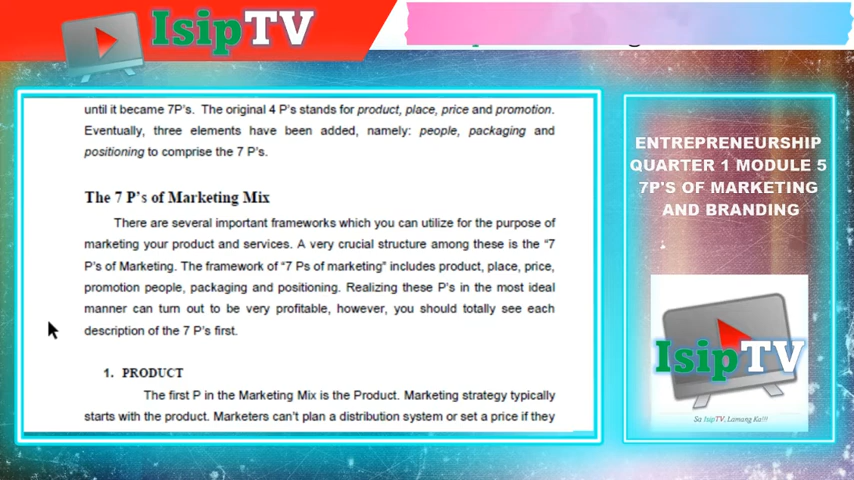 IsipTV
until it became 7P's. The original 4 P's stands for product, place, price and promotion.
Eventually, three elements have been added, namely: people, packaging and
positioning to comprise the 7 P's.
The 7 P's of Marketing Mix
There are several important frameworks which you can utilize for the purpose of
marketing your product and services. A very crucial structure among these is the “7
P's of Marketing. The framework of “7 Ps of marketing” includes product, place, price,
promotion people, packaging and positioning. Realizing these P's in the most ideal
manner can turn out to be very profitable, however, you should totally see each
description of the 7 P's first.
1. PRODUCT
The first P in the Marketing Mix is the Product. Marketing strategy typically
starts with the product. Marketers can't plan a distribution system or set a price if they
ENTREPRENEURSHIP
QUARTER 1 MODULE 5
7P'S OF MARKETING
AND BRANDING
IsipTV
Sa IsipTV, Lamang Ka!!!